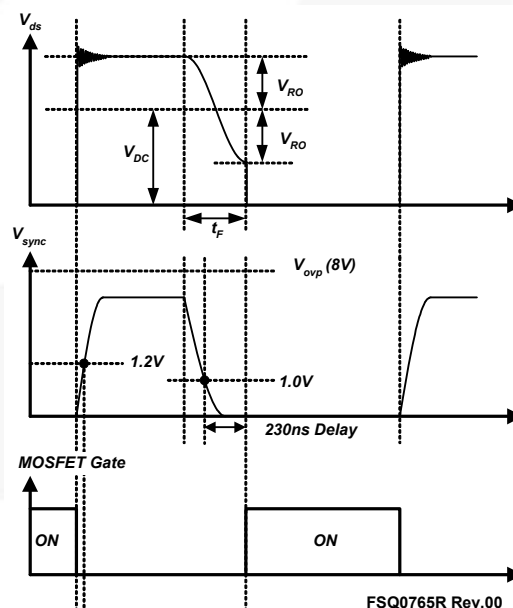 V_ds
V_RO
V_RO
V_DC
t_F
V_sync
V_ovp (8V)
1.2V
1.0V
230ns Delay
MOSFET Gate
ON
ON
FSQ0765R Rev.00